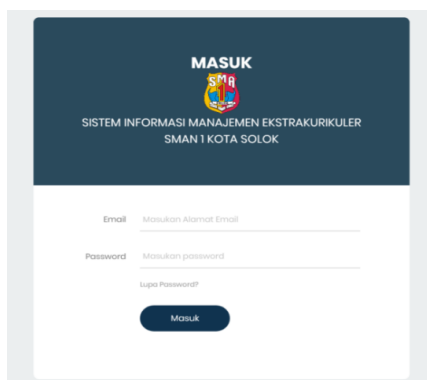 MASUK
SMA
1
SISTEM INFORMASI MANAJEMEN EKSTRAKURIKULER
SMAN 1 KOTA SOLOK
Email Masukan Alamat Email
Password Masukan password
Lupa Password?
Masuk